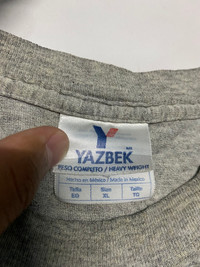 YAZBEK
PESO COMPLETO / HEAVY WEIGHT
Hecho en México / Made in Mexico
Talla Size Taille
EG XL TG